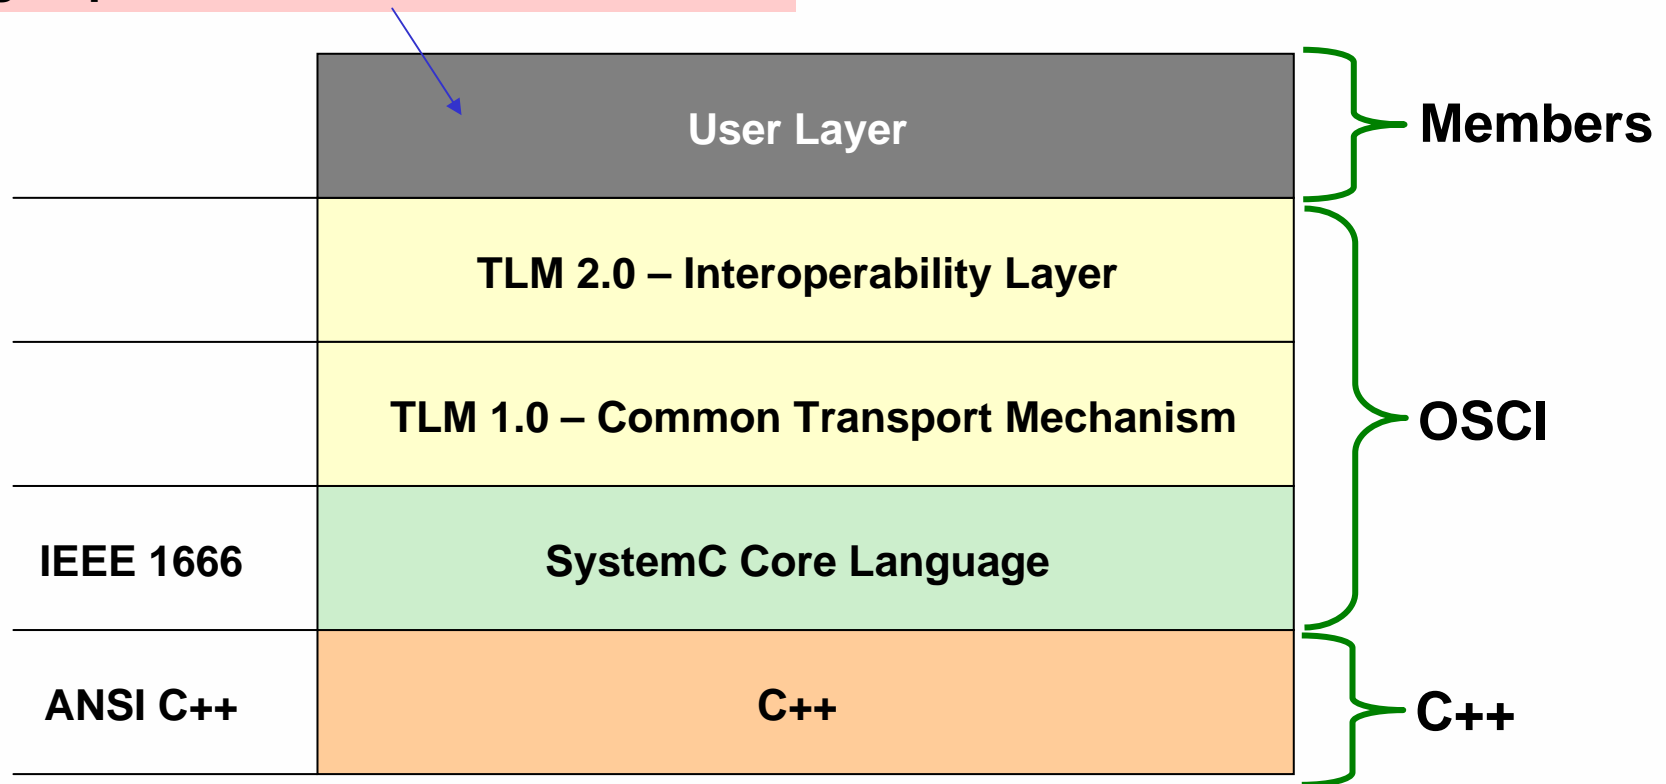 User Layer
Members
TLM 2.0 – Interoperability Layer
TLM 1.0 – Common Transport Mechanism
OSCI
IEEE 1666
SystemC Core Language
ANSI C++
C++
C++